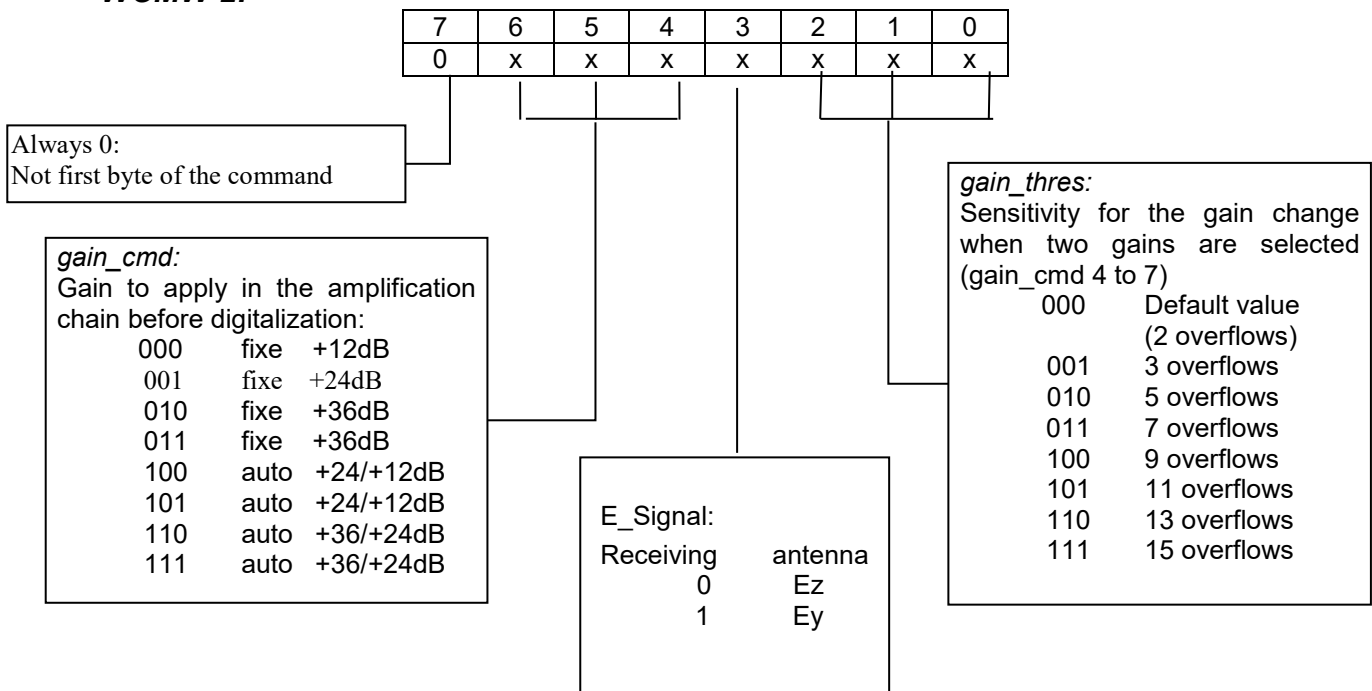 7 6 5 4 3 2 1 0
0 x x x x x x x
Always 0:
Not first byte of the command
gain_cmd:
Gain to apply in the amplification
chain before digitalization:
000 fixe +12dB
001 fixe +24dB
010 fixe +36dB
011 fixe +36dB
100 auto +24/+12dB
101 auto +24/+12dB
110 auto +36/+24dB
111 auto +36/+24dB
E_Signal:
Receiving antenna
0 Ez
1 Ey
gain_thres:
Sensitivity for the gain change
when two gains are selected
(gain_cmd 4 to 7)
000 Default value
(2 overflows)
001 3 overflows
010 5 overflows
011 7 overflows
100 9 overflows
101 11 overflows
110 13 overflows
111 15 overflows